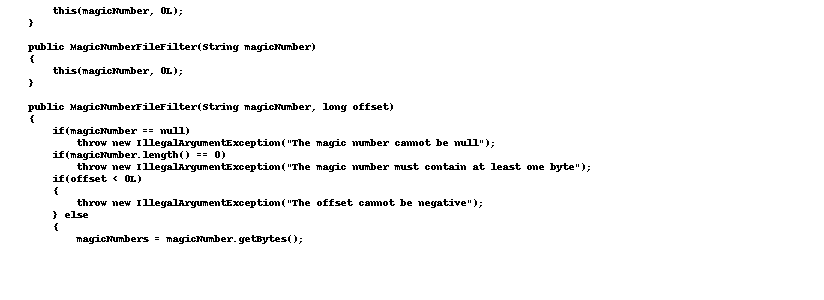 this(magicNumber, 0L);
}
public MagicNumberFileFilter(String magicNumber)
{
this(magicNumber, 0L);
}
public MagicNumberFileFilter(String magicNumber, long offset)
{
if(magicNumber == null)
throw new IllegalArgumentException("The magic number cannot be null");
if(magicNumber.length() == 0)
throw new IllegalArgumentException("The magic number must contain at least one byte");
if(offset < 0L)
{
throw new IllegalArgumentException("The offset cannot be negative");
} else
{
magicNumbers = magicNumber.getBytes();